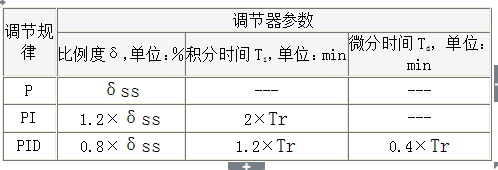 调节规律
调节器参数
比例度δ,单位:% 积分时间Tᵢ,单位:min 微分时间T_d,单位:min
P δss --- ---
PI 1.2×δss 2×Tr ---
PID 0.8×δss 1.2×Tr 0.4×Tr